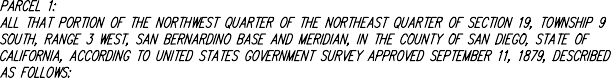 PARCEL 1:
ALL THAT PORTION OF THE NORTHWEST QUARTER OF THE NORTHEAST QUARTER OF SECTION 19, TOWNSHIP 9
SOUTH, RANGE 3 WEST, SAN BERNARDINO BASE AND MERIDIAN, IN THE COUNTY OF SAN DIEGO, STATE OF
CALIFORNIA, ACCORDING TO UNITED STATES GOVERNMENT SURVEY APPROVED SEPTEMBER 11, 1879, DESCRIBED
AS FOLLOWS: